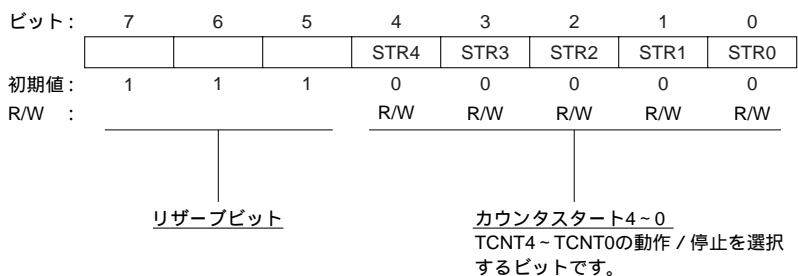 ビット: 7 6 5 4 3 2 1 0
STR4 STR3 STR2 STR1 STR0
初期値: 1 1 1 0 0 0 0 0
R/W : R/W R/W R/W R/W R/W
リザーブビット
カウンタスタート4~0
TCNT4~TCNT0の動作/停止を選択
するビットです。